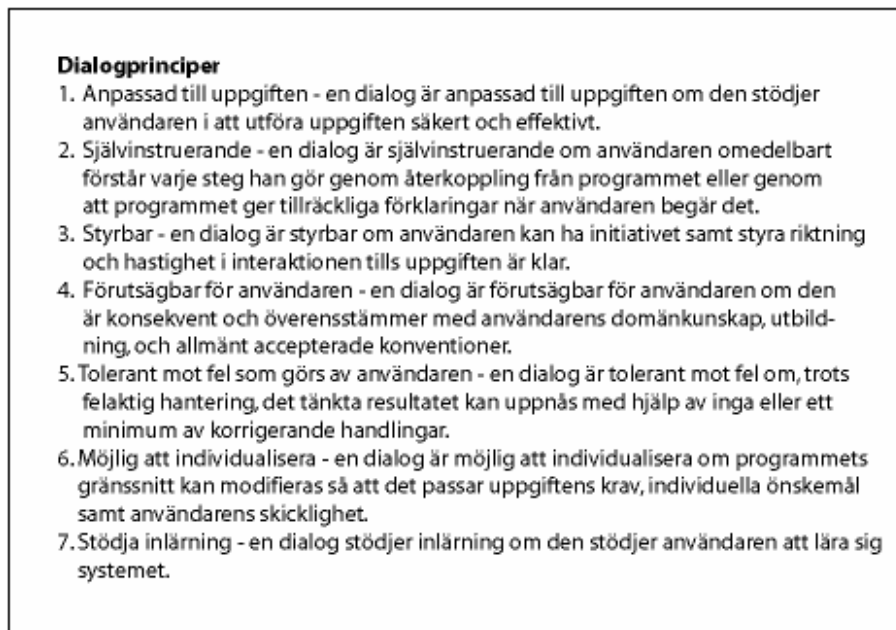 Dialogprinciper
1. Anpassad till uppgiften - en dialog är anpassad till uppgiften om den stödjer
användaren i att utföra uppgiften säkert och effektivt.
2. Självinstruerande - en dialog är självinstruerande om användaren omedelbart
förstår varje steg han gör genom återkoppling från programmet eller genom
att programmet ger tillräckliga förklaringar när användaren begär det.
3. Styrbar - en dialog är styrbar om användaren kan ha initiativet samt styra riktning
och hastighet i interaktionen tills uppgiften är klar.
4. Förutsägbar för användaren - en dialog är förutsägbar för användaren om den
är konsekvent och överensstämmer med användarens domänkunskap, utbild-
ning, och allmänt accepterade konventioner.
5. Tolerant mot fel som görs av användaren - en dialog är tolerant mot fel om, trots
felaktig hantering, det tänkta resultatet kan uppnås med hjälp av inga eller ett
minimum av korrigerande handlingar.
6. Möjlig att individualisera - en dialog är möjlig att individualisera om programmets
gränssnitt kan modifieras så att det passar uppgiftens krav, individuella önskemål
samt användarens skicklighet.
7. Stödja inlärning - en dialog stödjer inlärning om den stödjer användaren att lära sig
systemet.